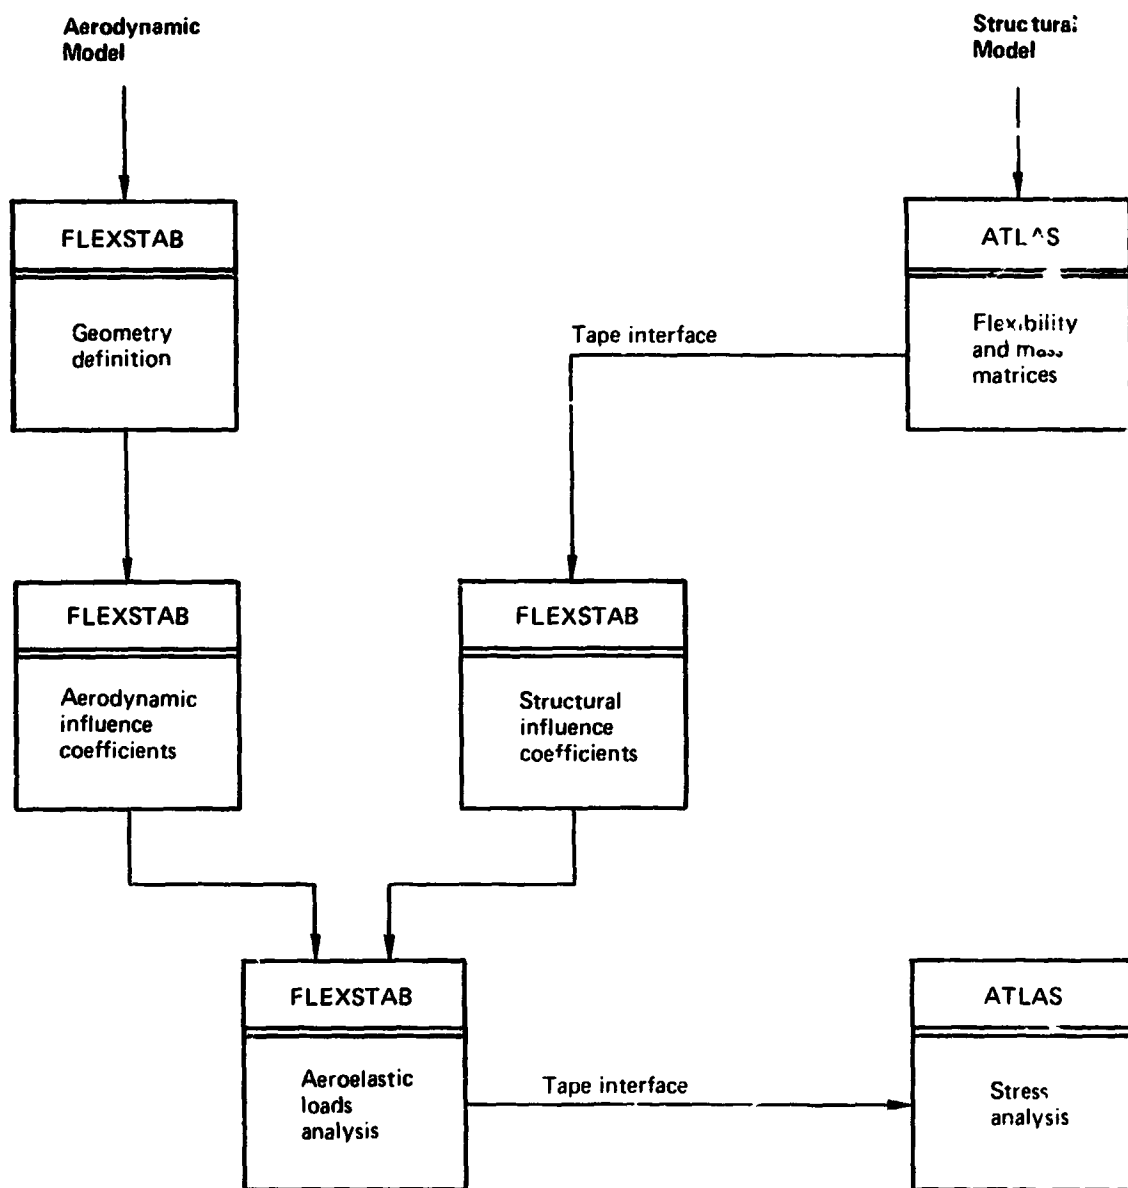 Aerodynamic
Model
Structural
Model
FLEXSTAB
Geometry
definition
ATLAS
Flexibility
and mass
matrices
Tape interface
FLEXSTAB
Aerodynamic
influence
coefficients
FLEXSTAB
Structural
influence
coefficients
FLEXSTAB
Aeroelastic
loads
analysis
Tape interface
ATLAS
Stress
analysis